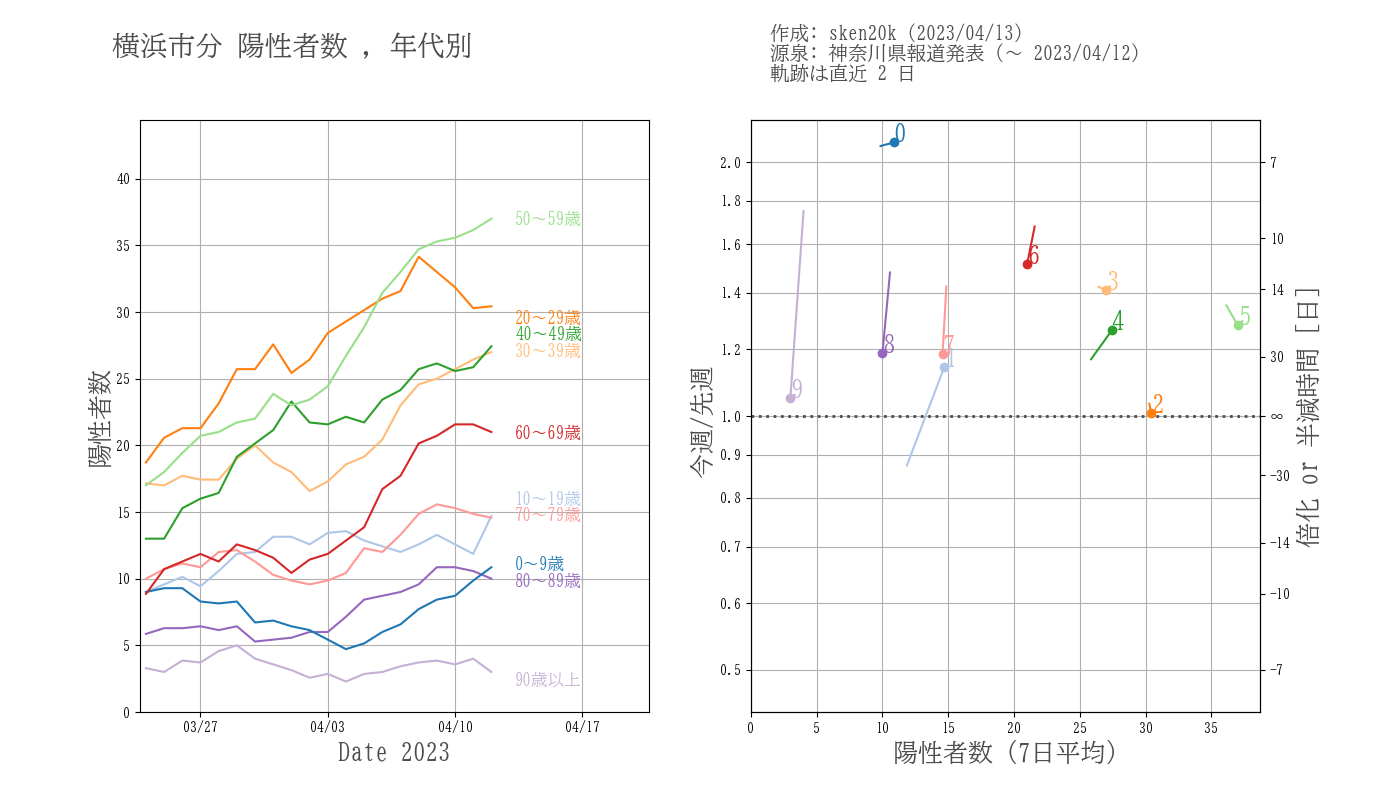 横浜市分 陽性者数 , 年代別
作成: sken20k (2023/04/13)
源泉: 神奈川県報道発表 (〜 2023/04/12)
軌跡は直近 2 日
陽性者数
40
35
30
25
20
15
10
5
0
50〜59歳
20〜29歳
40〜49歳
30〜39歳
60〜69歳
10〜19歳
70〜79歳
0〜9歳
80〜89歳
90歳以上
03/27 04/03 04/10 04/17
Date 2023
今週/先週
2.0
1.8
1.6
1.4
1.2
1.0
0.9
0.8
0.7
0.6
0.5
0
6
3
4
5
8
7
1
9
2
7
10
14
30
∞
-30
-14
-10
-7
倍化 or 半減時間 [日]
0 5 10 15 20 25 30 35
陽性者数 (7日平均)